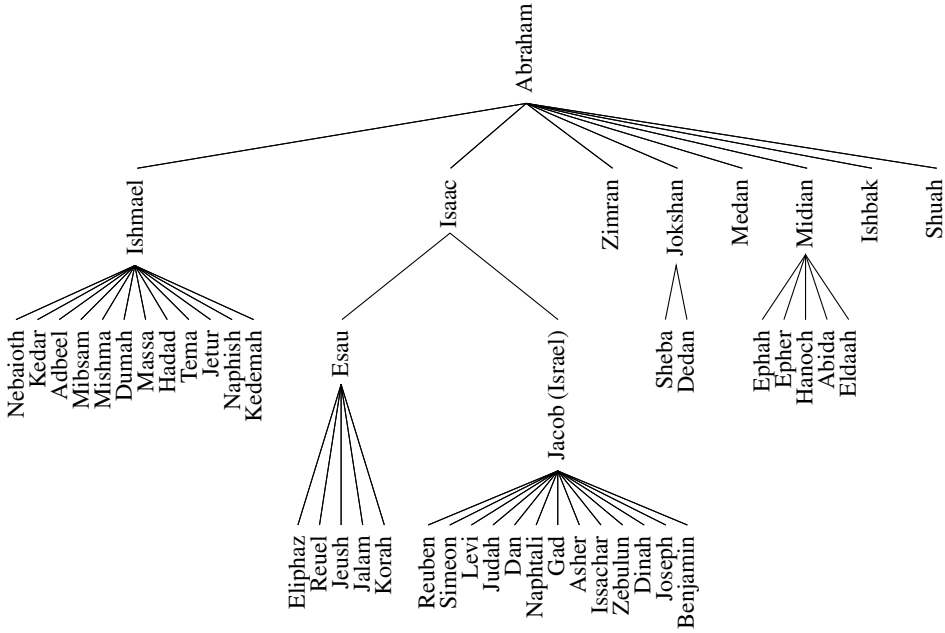 Abraham
Ishmael
Isaac
Zimran
Jokshan
Medan
Midian
Ishbak
Shuah
Nebaioth
Kedar
Adbeel
Mibsam
Mishma
Dumah
Massa
Hadad
Tema
Jetur
Naphish
Kedemah
Esau
Jacob (Israel)
Sheba
Dedan
Ephah
Epher
Hanoch
Abida
Eldaah
Eliphaz
Reuel
Jeush
Jalam
Korah
Reuben
Simeon
Levi
Judah
Dan
Naphtali
Gad
Asher
Issachar
Zebulun
Dinah
Joseph
Benjamin